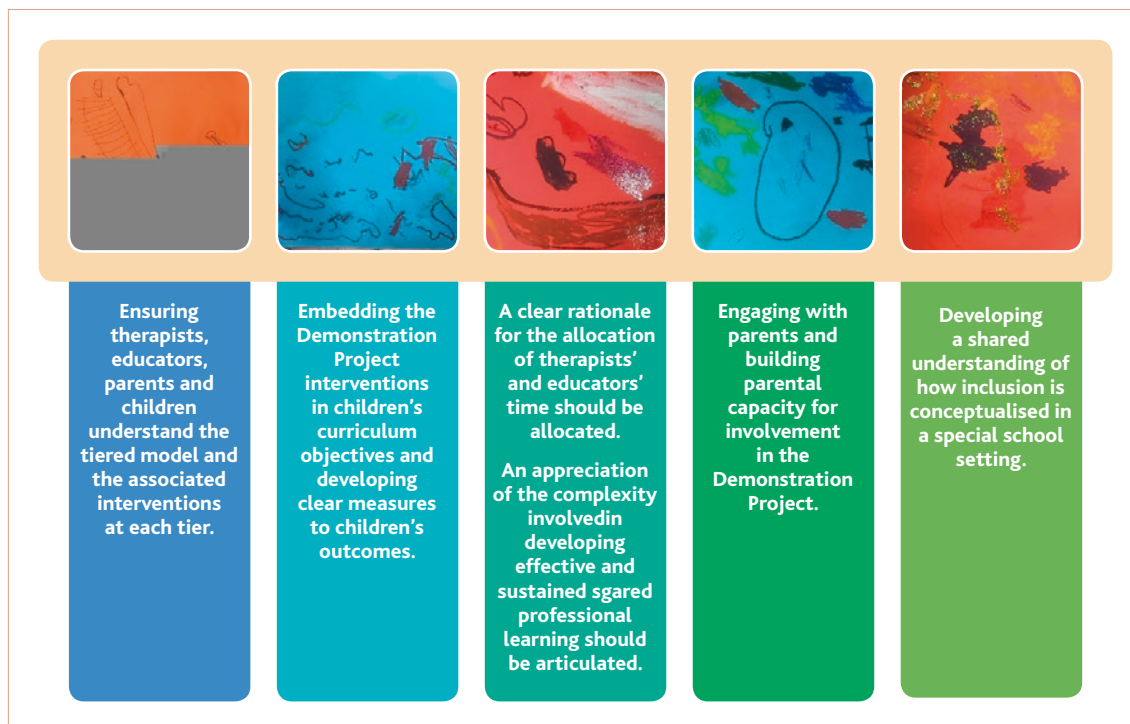 Ensuring
therapists,
educators,
parents and
children
understand the
tiered model and
the associated
interventions
at each tier.
Embedding the
Demonstration
Project
interventions
in children's
curriculum
objectives and
developing
clear measures
to children's
outcomes.
A clear rationale
for the allocation
of therapists'
and educators'
time should be
allocated.
An appreciation
of the complexity
involvedin
developing
effective and
sustained sgared
professional
learning should
be articulated.
Engaging with
parents and
building
parental
capacity for
involvement
in the
Demonstration
Project.
Developing
a shared
understanding of
how inclusion is
conceptualised in
a special school
setting.